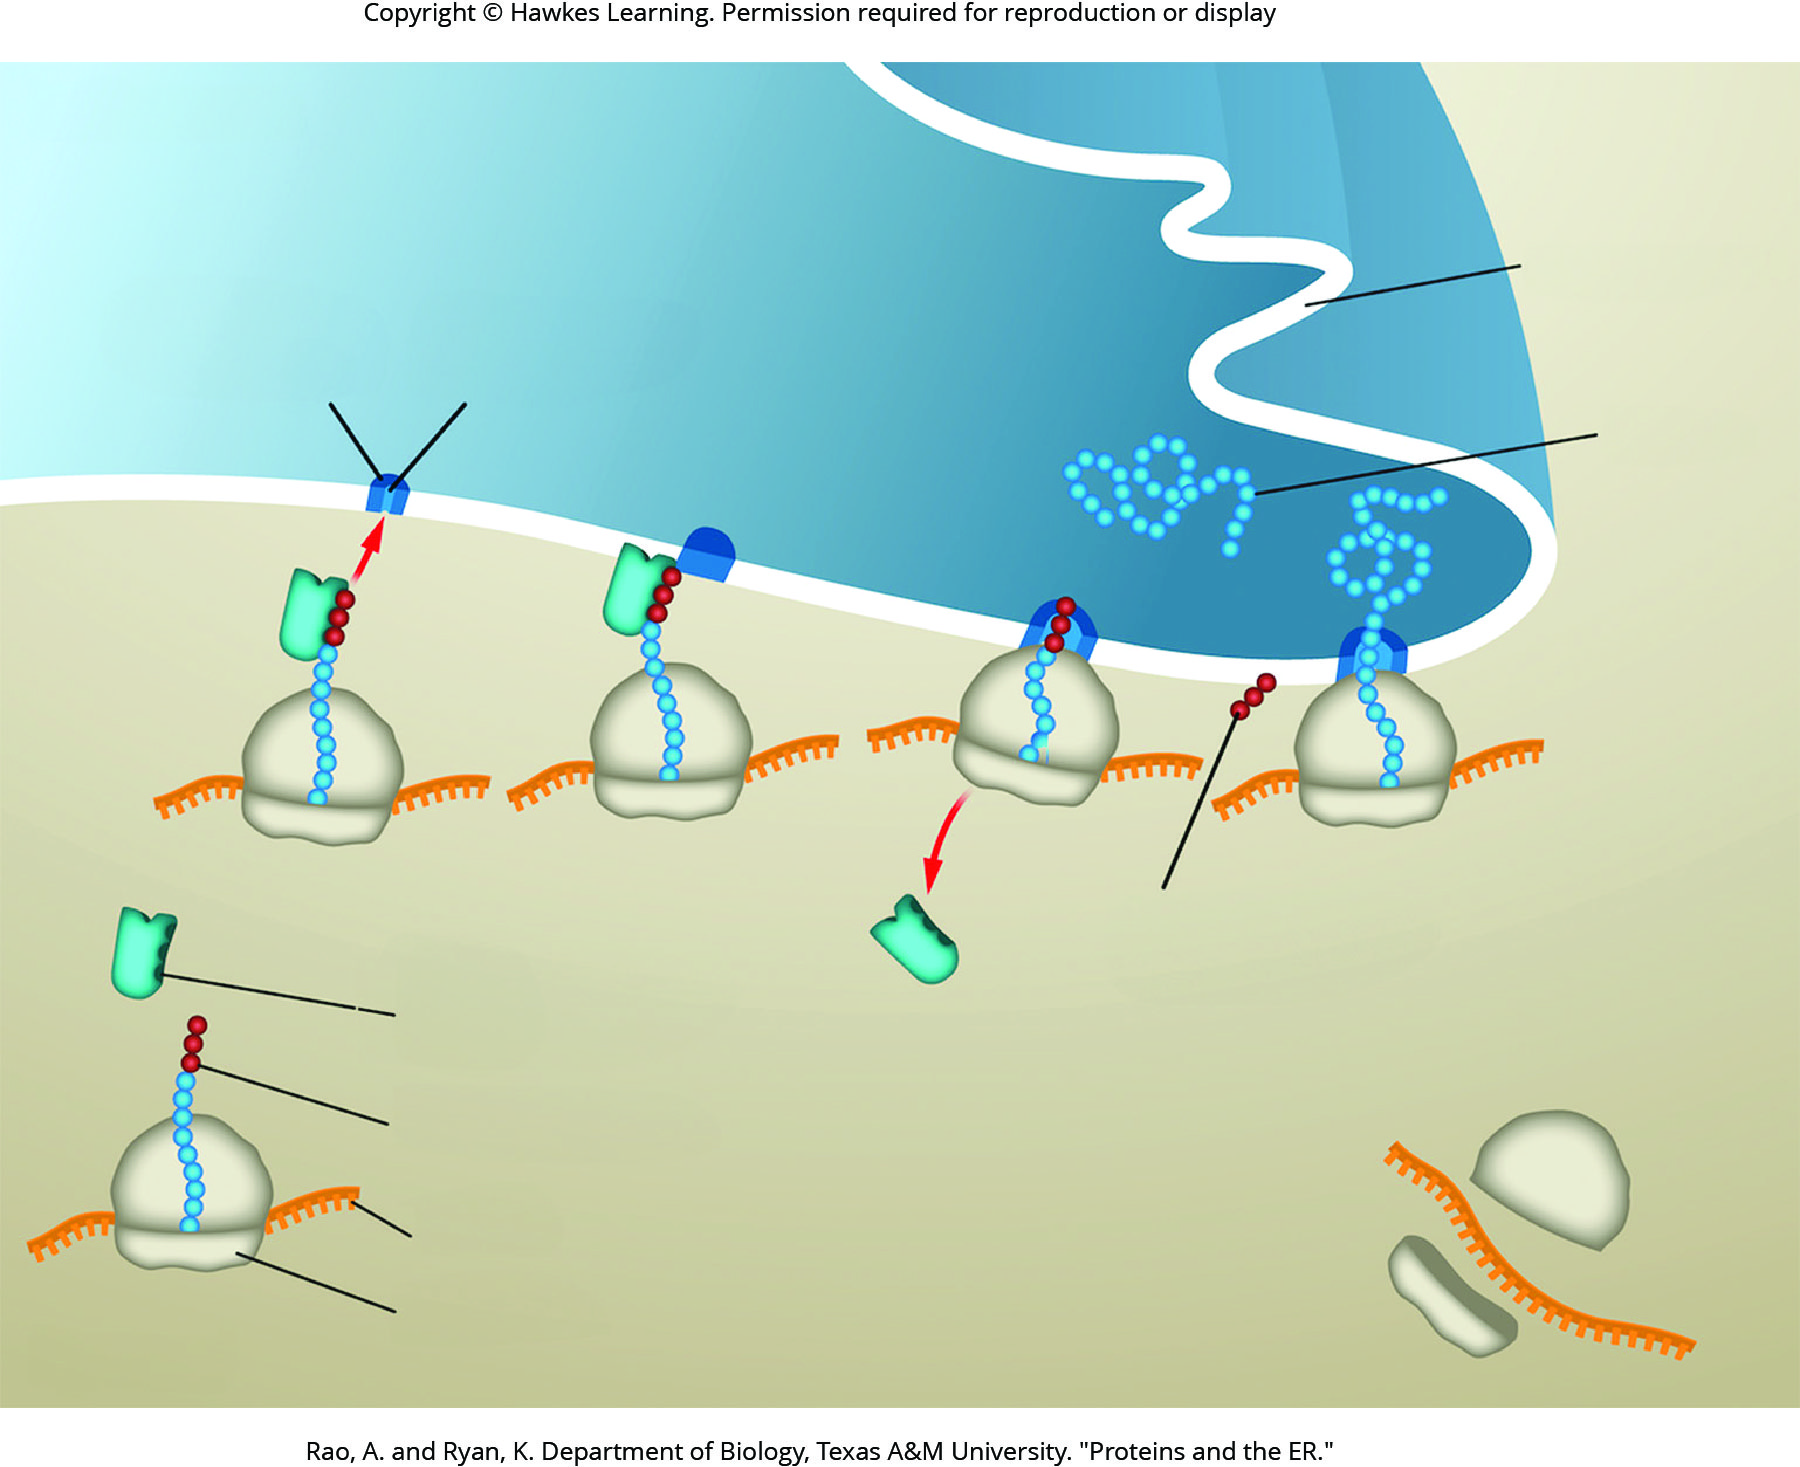 Copyright © Hawkes Learning. Permission required for reproduction or display
Rao, A. and Ryan, K. Department of Biology, Texas A&M University. "Proteins and the ER."